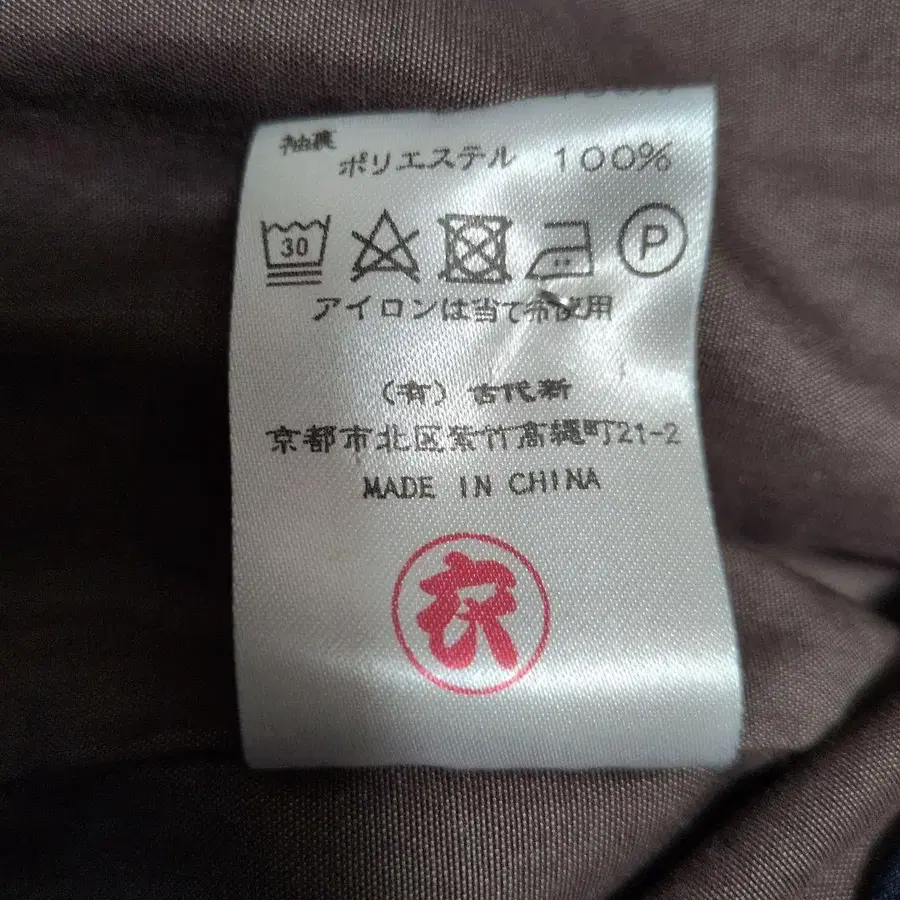 袖裏
ポリエステル 100%
30
P
アイロンは当て布使用
(有) 古代新
京都市北区紫竹高縄町21-2
MADE IN CHINA
衣